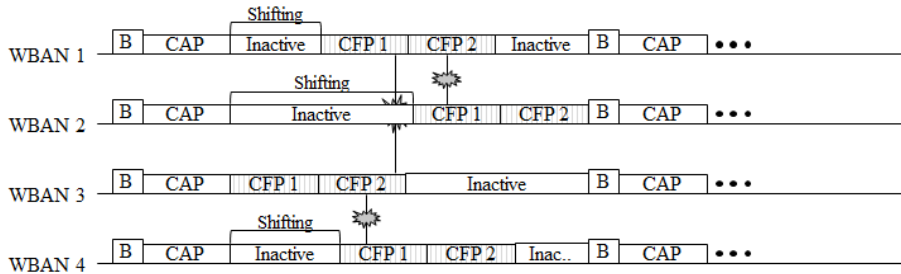 Shifting
WBAN 1 B CAP Inactive CFP 1 CFP 2 Inactive B CAP •••
Shifting
WBAN 2 B CAP Inactive CFP 1 CFP 2 B CAP •••
WBAN 3 B CAP CFP 1 CFP 2 Inactive B CAP •••
Shifting
WBAN 4 B CAP Inactive CFP 1 CFP 2 Inac.. B CAP •••